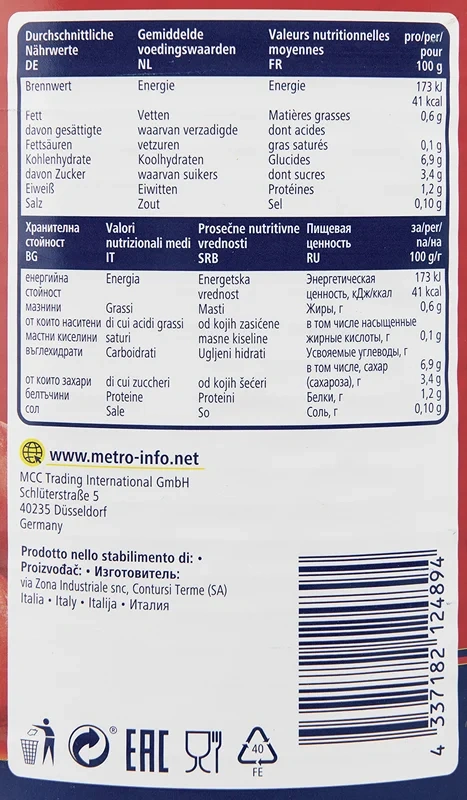 Durchschnittliche Gemiddelde Valeurs nutritionnelles pro/per/
Nährwerte voedingswaarden moyennes pour
DE NL FR 100 g
Brennwert Energie Energie 173 kJ
41 kcal
Fett Vetten Matières grasses 0,6 g
davon gesättigte waarvan verzadigde dont acides
Fettsäuren vetzuren gras saturés 0,1 g
Kohlenhydrate Koolhydraten Glucides 6,9 g
davon Zucker waarvan suikers dont sucres 3,4 g
Eiweiß Eiwitten Protéines 1,2 g
Salz Zout Sel 0,10 g
Хранителна Valori Prosečne nutritivne Пищевая за/per/
стойност nutrizionali medi vrednosti ценность na/на
BG IT SRB RU 100 g/г
енергийна Energia Energetska Энергетическая 173 kJ
стойност vrednost ценность, кДж/ккал 41 kcal
мазнини Grassi Masti Жиры, г 0,6 g
от които наситени di cui acidi grassi od kojih zasićene в том числе насыщенные
мастни киселини saturi masne kiseline жирные кислоты, г 0,1 g
въглехидрати Carboidrati Ugljeni hidrati Усвояемые углеводы, г
в том числе, сахар 6,9 g
от които захари di cui zuccheri od kojih šećeri (сахароза), г 3,4 g
белтъчини Proteine Proteini Белки, г 1,2 g
сол Sale So Соль, г 0,10 g
www.metro-info.net
MCC Trading International GmbH
Schlüterstraße 5
40235 Düsseldorf
Germany
Prodotto nello stabilimento di: •
Proizvođač: • Изготовитель:
via Zona Industriale snc, Contursi Terme (SA)
Italia • Italy • Italija • Италия
4 337182 124894
® EAC 40
FE